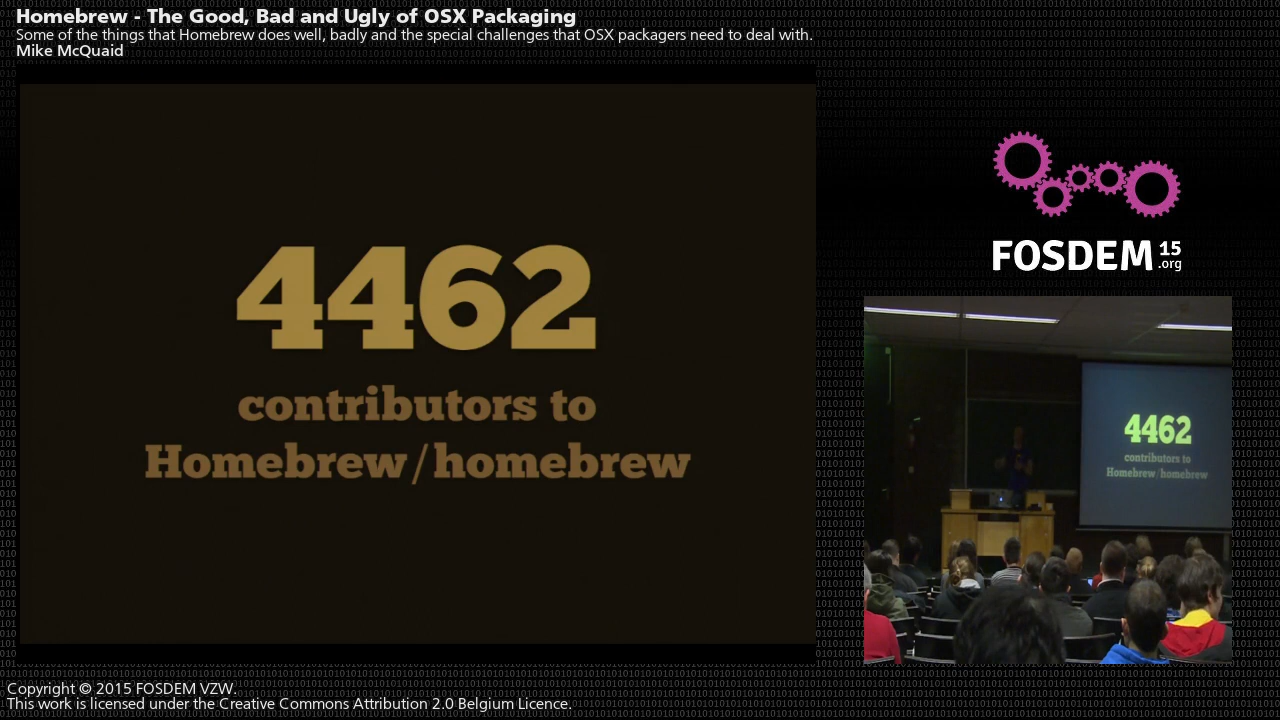 Homebrew - The Good, Bad and Ugly of OSX Packaging
Some of the things that Homebrew does well, badly and the special challenges that OSX packagers need to deal with.
Mike McQuaid
4462
contributors to
Homebrew/homebrew
FOSDEM 15
.org
4462
contributors to
Homebrew/homebrew
Copyright © 2015 FOSDEM VZW.
This work is licensed under the Creative Commons Attribution 2.0 Belgium Licence.